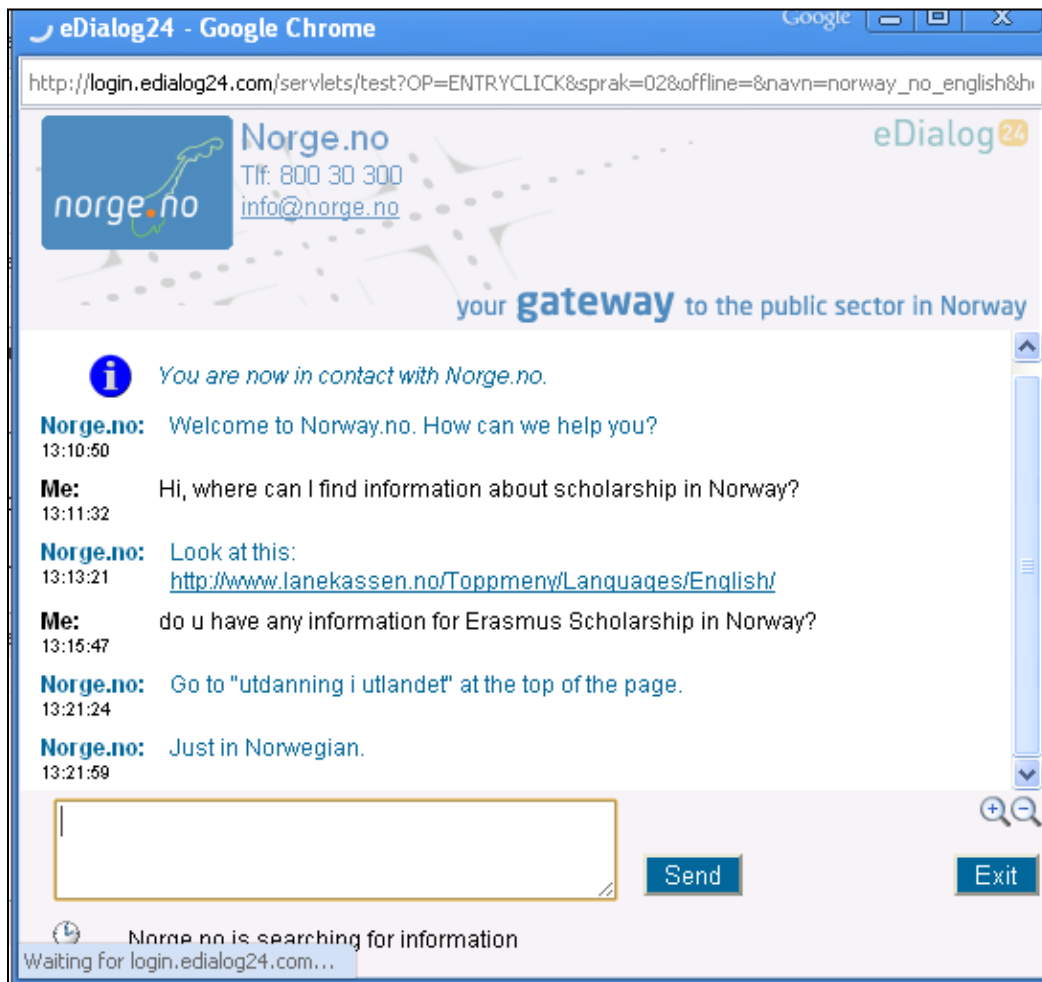 eDialog24 - Google Chrome
Google
http://login.edialog24.com/servlets/test?OP=ENTRYCLICK&sprak=02&offline=&navn=norway_no_english&h
norge.no
Norge.no
Tlf: 800 30 300
info@norge.no
eDialog24
your gateway to the public sector in Norway
You are now in contact with Norge.no.
Norge.no: Welcome to Norway.no. How can we help you?
13:10:50
Me: Hi, where can I find information about scholarship in Norway?
13:11:32
Norge.no: Look at this:
13:13:21 http://www.lanekassen.no/Toppmeny/Languages/English/
Me: do u have any information for Erasmus Scholarship in Norway?
13:15:47
Norge.no: Go to "utdanning i utlandet" at the top of the page.
13:21:24
Norge.no: Just in Norwegian.
13:21:59
Send
Exit
Norge.no is searching for information
Waiting for login.edialog24.com...